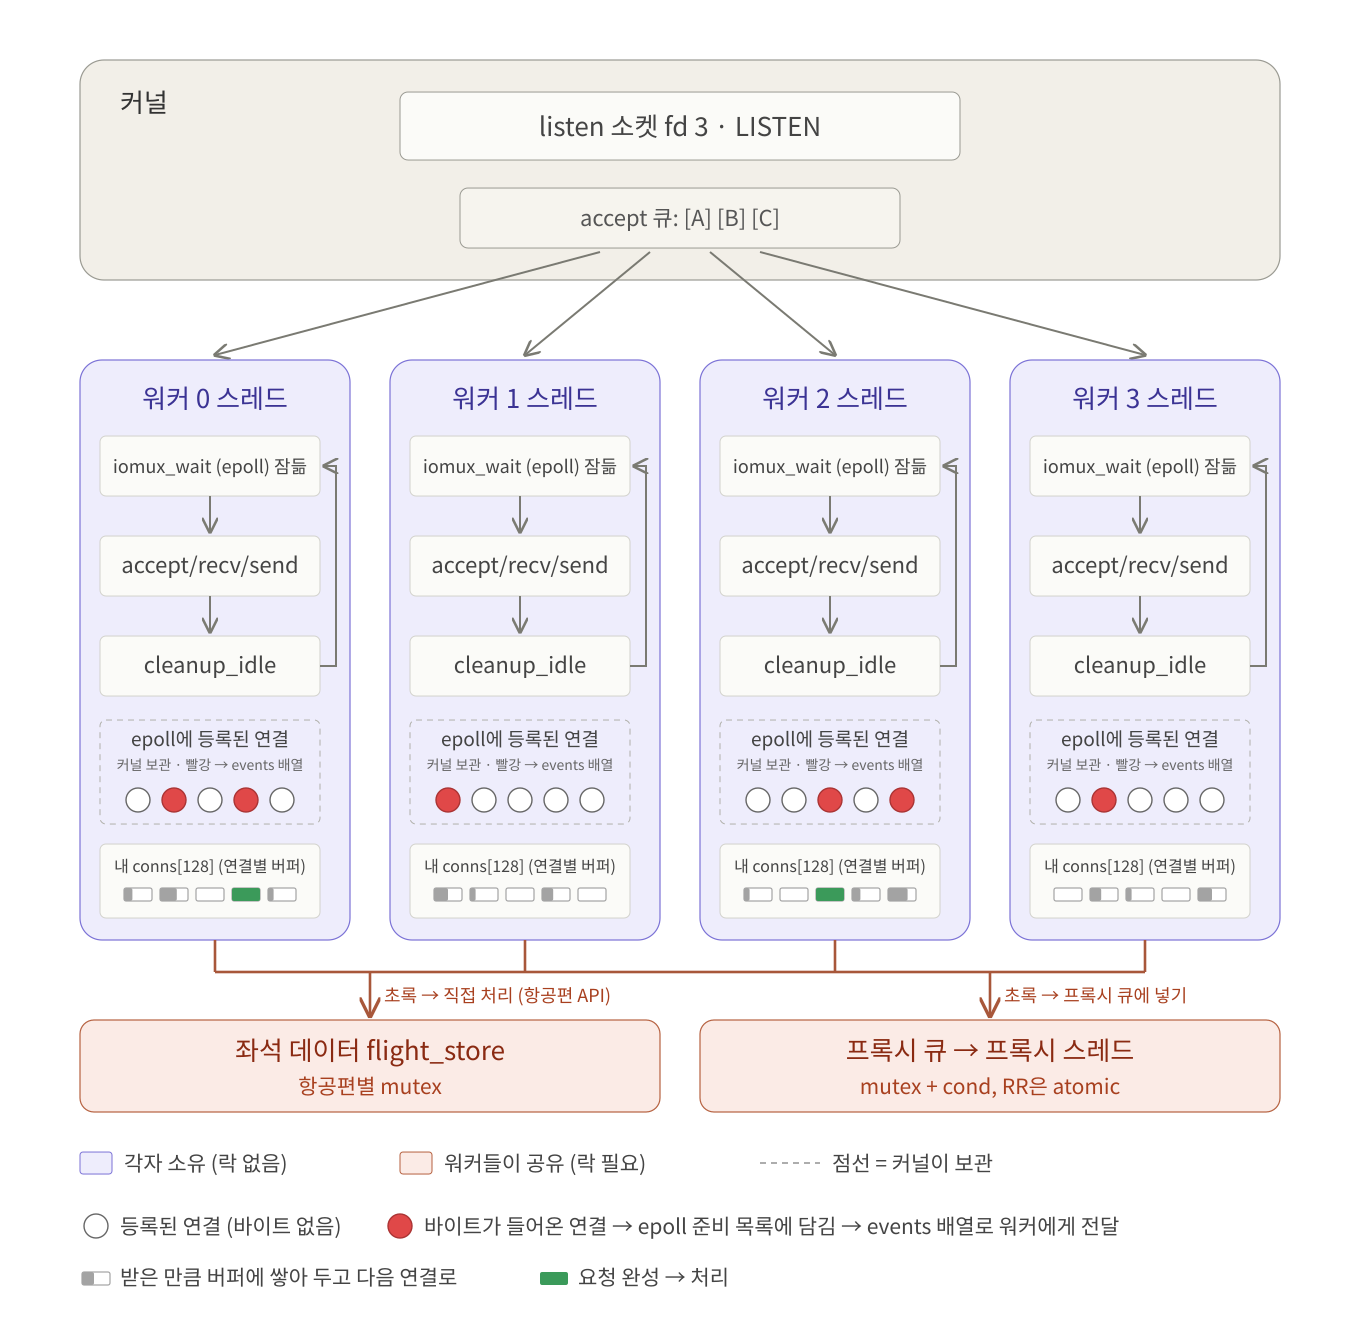 커널
listen 소켓 fd 3 · LISTEN
accept 큐: [A] [B] [C]
워커 0 스레드
iomux_wait (epoll) 잠듦
accept/recv/send
cleanup_idle
epoll에 등록된 연결
커널 보관 · 빨강 → events 배열
내 conns[128] (연결별 버퍼)
워커 1 스레드
iomux_wait (epoll) 잠듦
accept/recv/send
cleanup_idle
epoll에 등록된 연결
커널 보관 · 빨강 → events 배열
내 conns[128] (연결별 버퍼)
워커 2 스레드
iomux_wait (epoll) 잠듦
accept/recv/send
cleanup_idle
epoll에 등록된 연결
커널 보관 · 빨강 → events 배열
내 conns[128] (연결별 버퍼)
워커 3 스레드
iomux_wait (epoll) 잠듦
accept/recv/send
cleanup_idle
epoll에 등록된 연결
커널 보관 · 빨강 → events 배열
내 conns[128] (연결별 버퍼)
초록 → 직접 처리 (항공편 API)
초록 → 프록시 큐에 넣기
좌석 데이터 flight_store
항공편별 mutex
프록시 큐 → 프록시 스레드
mutex + cond, RR은 atomic
각자 소유 (락 없음)
워커들이 공유 (락 필요)
점선 = 커널이 보관
등록된 연결 (바이트 없음)
바이트가 들어온 연결 → epoll 준비 목록에 담김 → events 배열로 워커에게 전달
받은 만큼 버퍼에 쌓아 두고 다음 연결로
요청 완성 → 처리